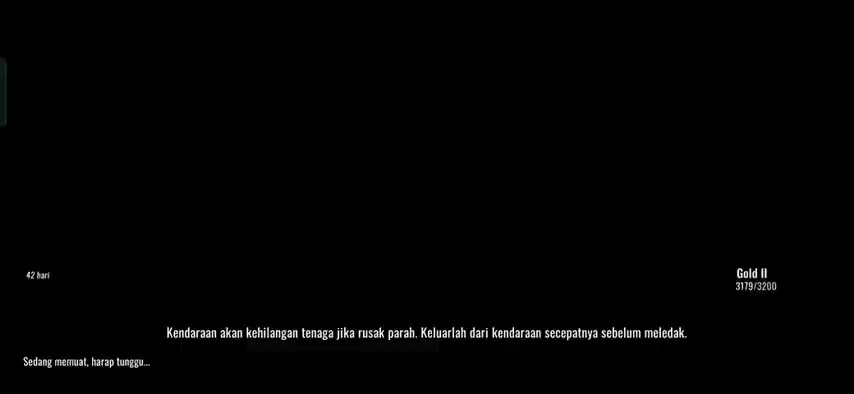 42 hari
Gold II
3179/3200
Kendaraan akan kehilangan tenaga jika rusak parah. Keluarlah dari kendaraan secepatnya sebelum meledak.
Sedang memuat, harap tunggu...